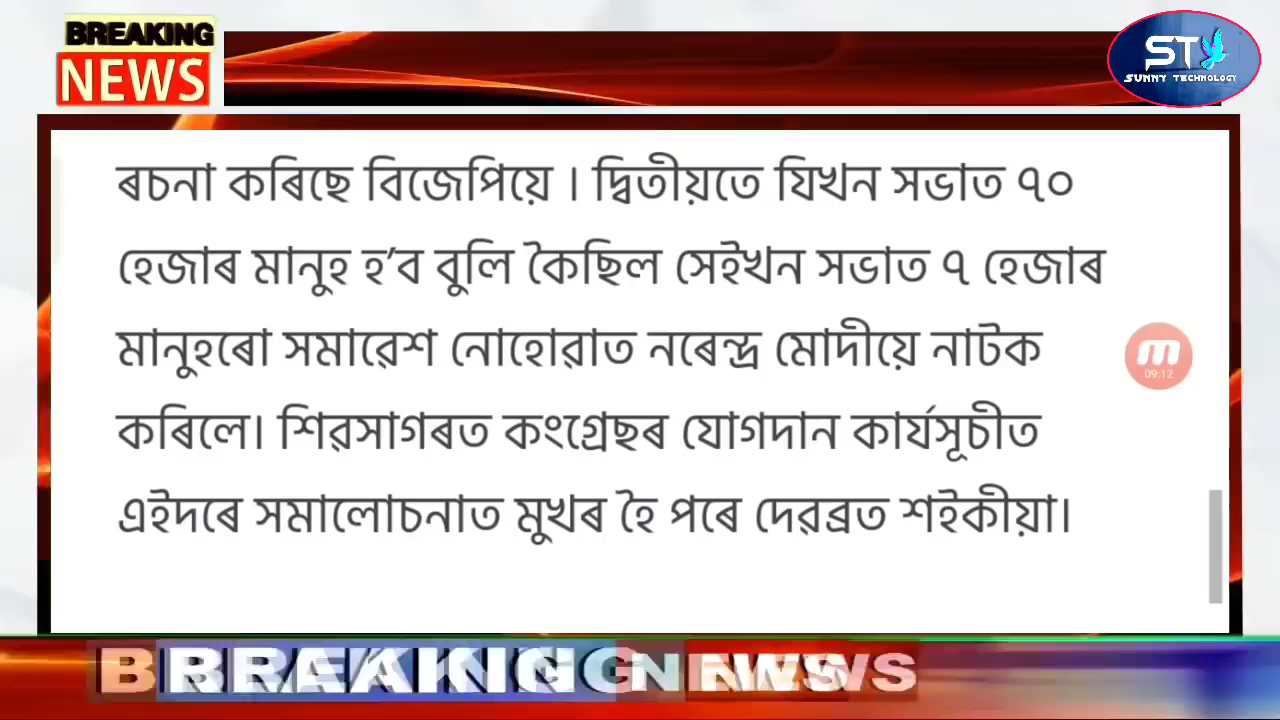 BREAKING
NEWS
ST
SUNNY TECHNOLOGY
ৰচনা কৰিছে বিজেপিয়ে । দ্বিতীয়তে যিখন সভাত ৭০
হেজাৰ মানুহ হ'ব বুলি কৈছিল সেইখন সভাত ৭ হেজাৰ
মানুহৰো সমাৱেশ নোহোৱাত নৰেন্দ্ৰ মোদীয়ে নাটক
কৰিলে। শিৱসাগৰত কংগ্ৰেছৰ যোগদান কাৰ্যসূচীত
এইদৰে সমালোচনাত মুখৰ হৈ পৰে দেৱব্ৰত শইকীয়া।
09:12
BREAKING NEWS